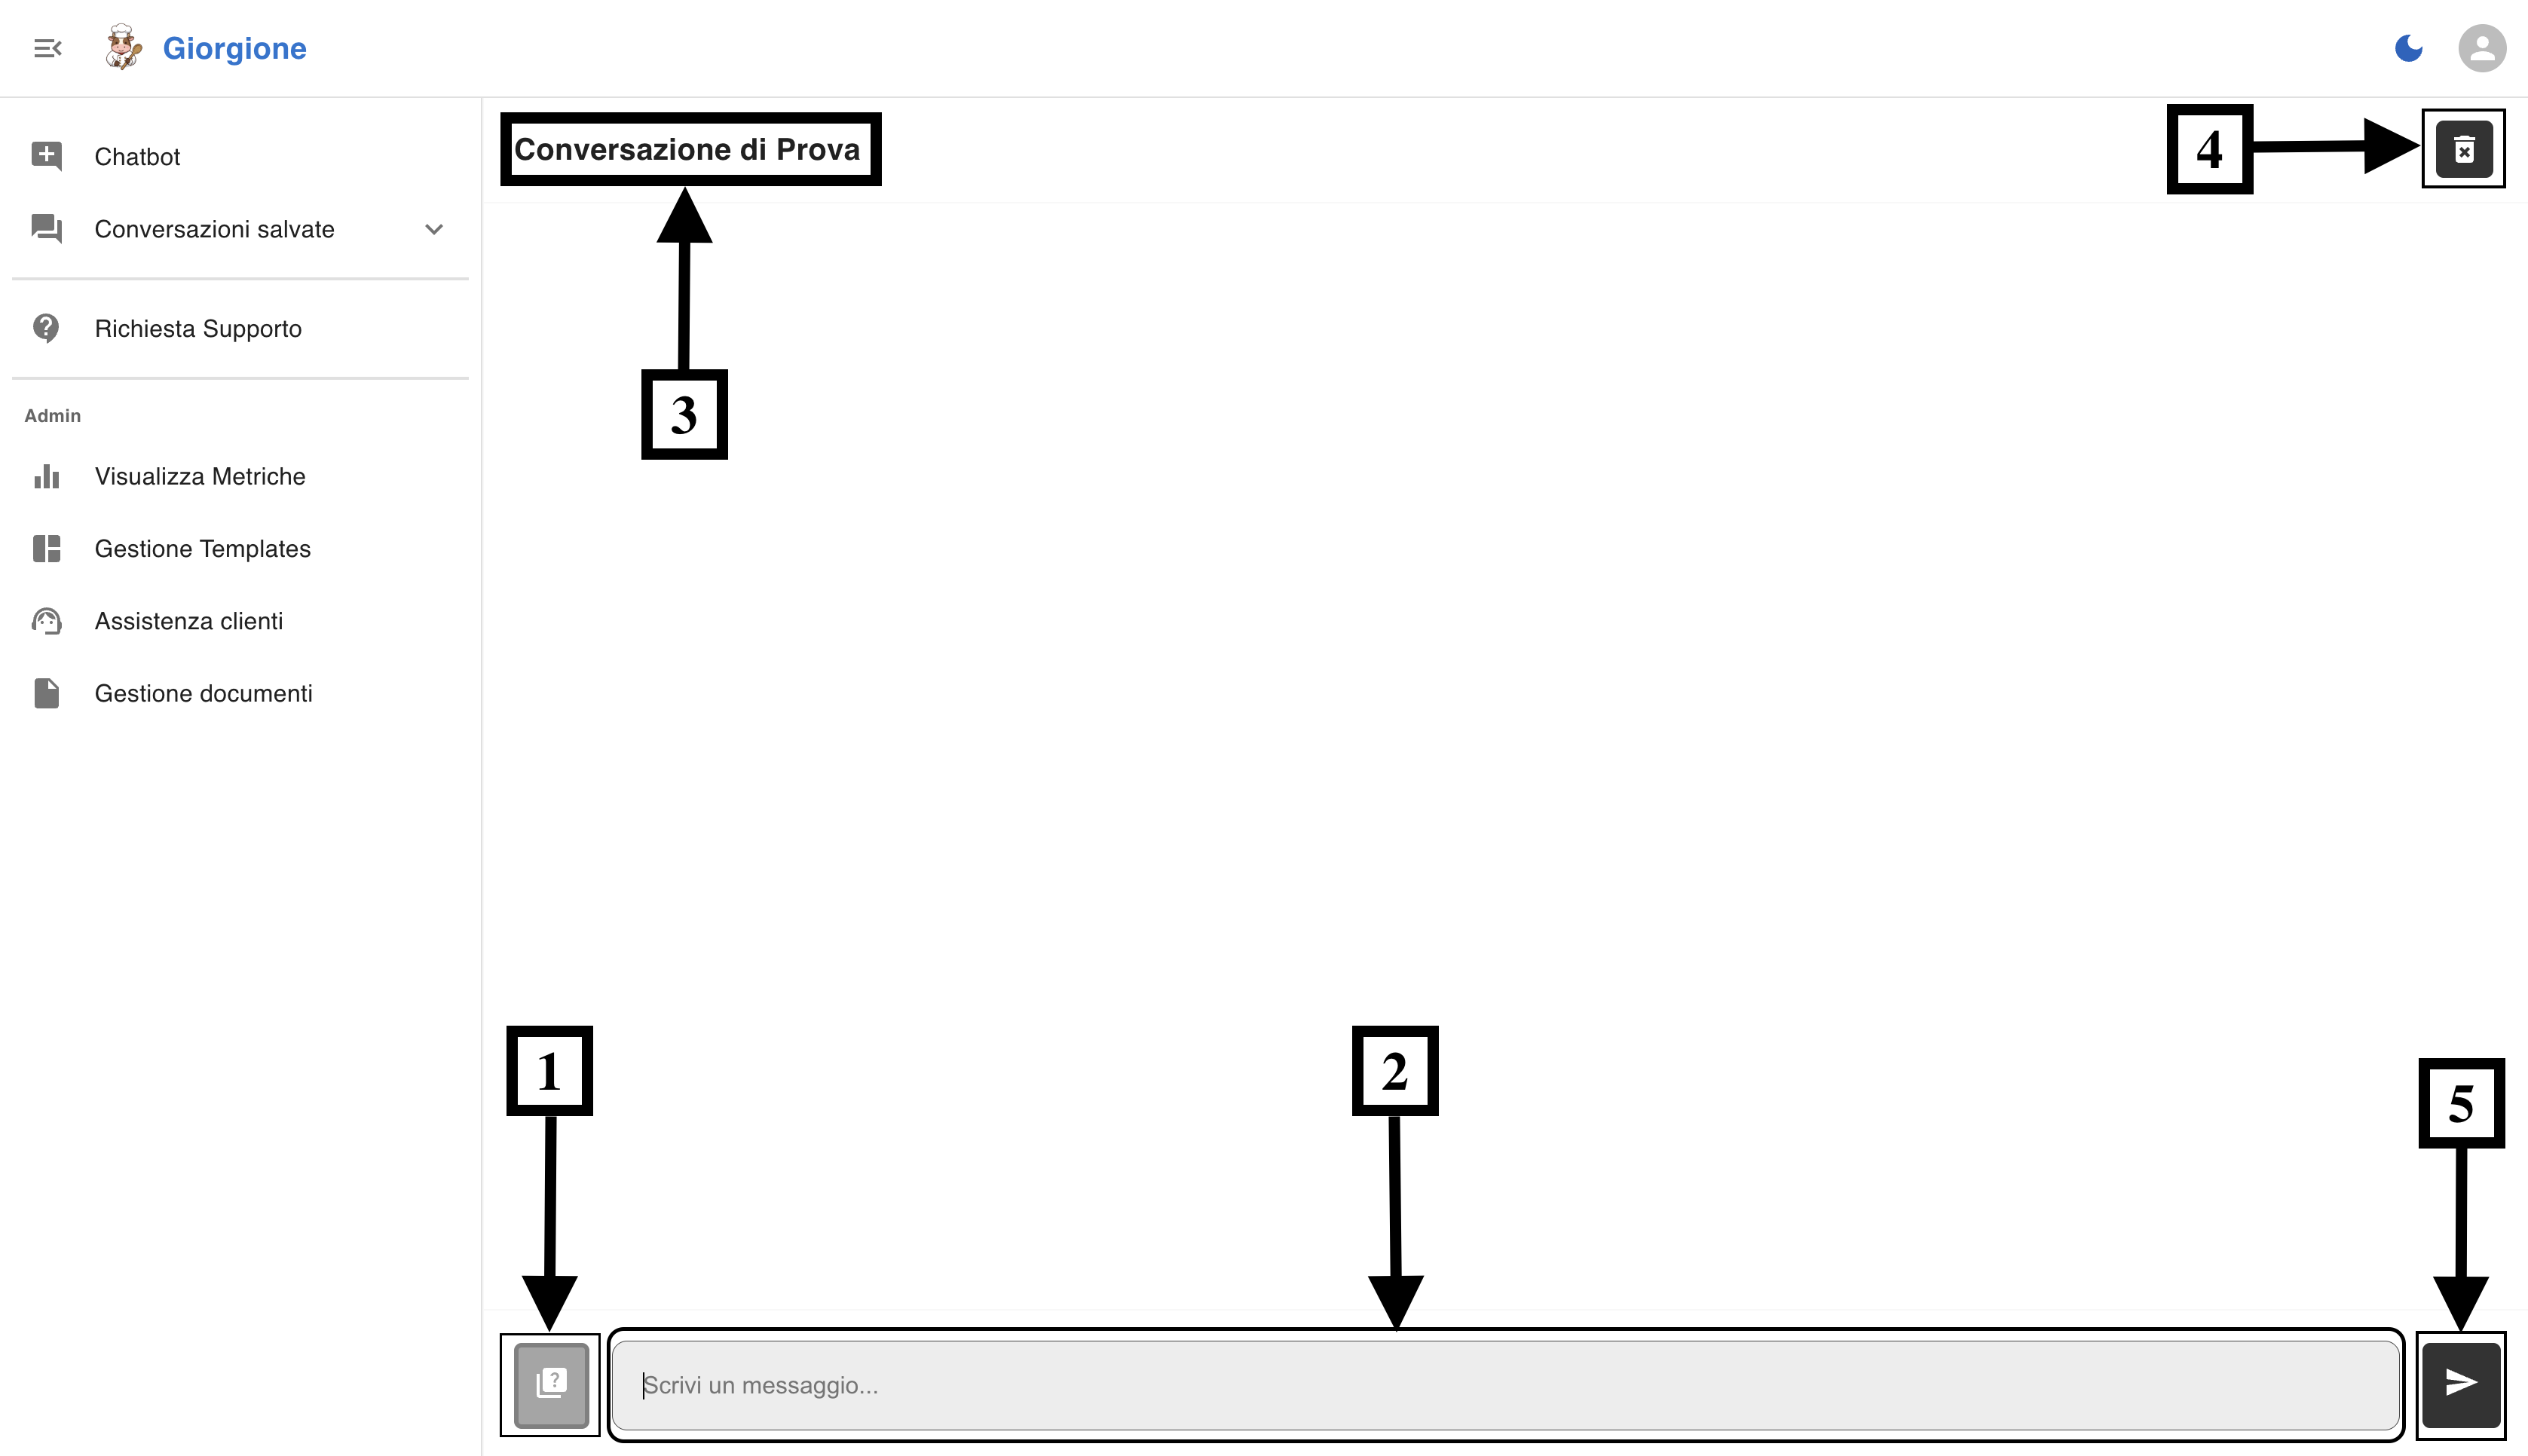 Giorgione
Chatbot
Conversazioni salvate
Richiesta Supporto
Admin
Visualizza Metriche
Gestione Templates
Assistenza clienti
Gestione documenti
Conversazione di Prova
4
3
1
2
5
?
Scrivi un messaggio...